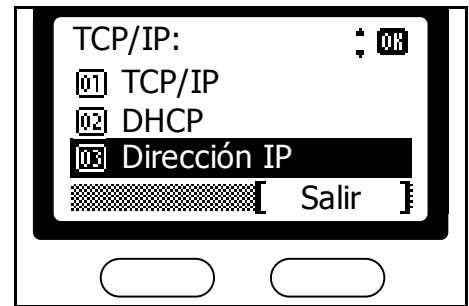 TCP/IP: OK
01 TCP/IP
02 DHCP
03 Dirección IP
[ Salir ]